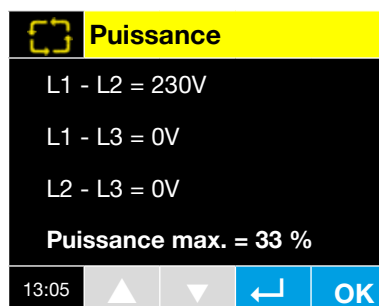 Puissance
L1 - L2 = 230V
L1 - L3 = 0V
L2 - L3 = 0V
Puissance max. = 33 %
13:05 OK